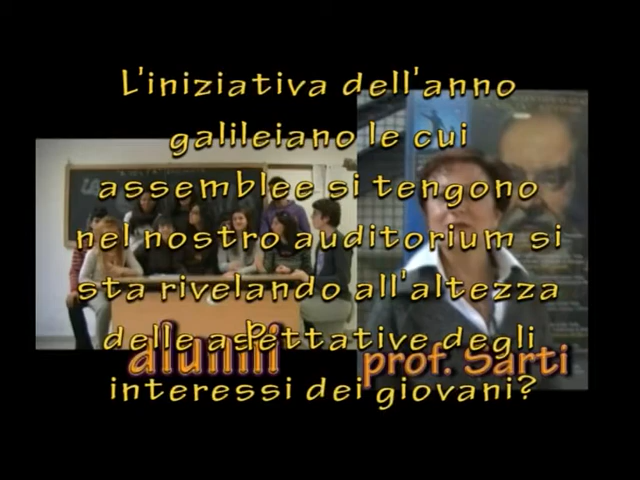 L'iniziativa dell'anno
galileiano le cui
assemblee si tengono
nel nostro auditorium si
sta rivelando all'altezza
delle aspettative degli
alunni
prof. Sarti
interessi dei giovani?